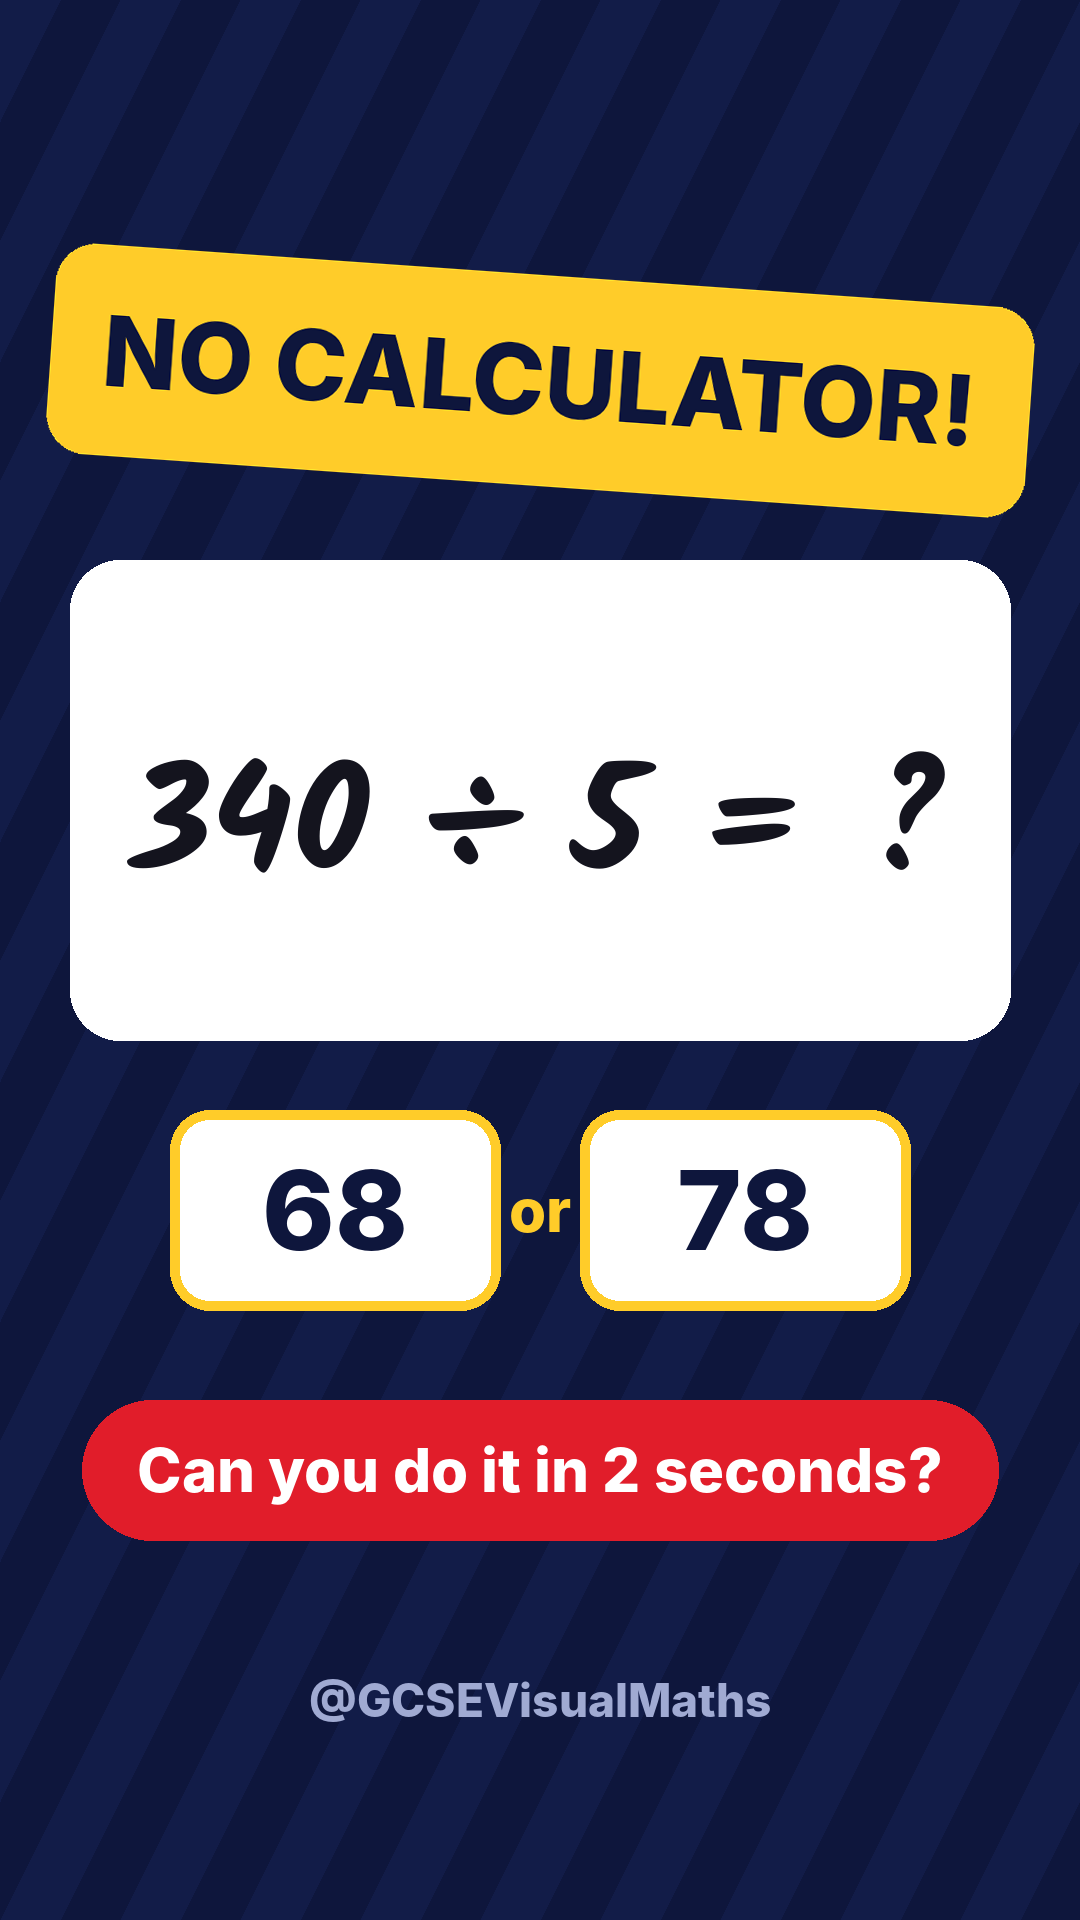 NO CALCULATOR!
340 ÷ 5 = ?
68 or 78
Can you do it in 2 seconds?
@GCSEVisualMaths